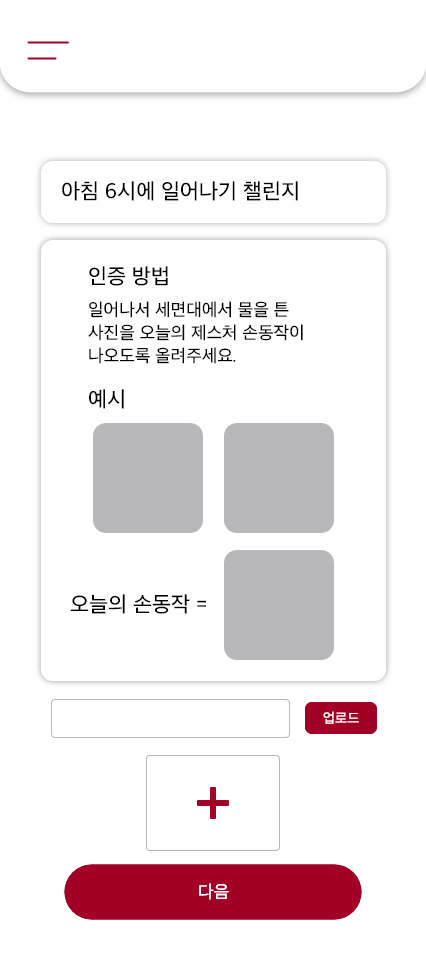 아침 6시에 일어나기 챌린지
인증 방법
일어나서 세면대에서 물을 튼
사진을 오늘의 제스처 손동작이
나오도록 올려주세요.
예시
오늘의 손동작 =
업로드
다음